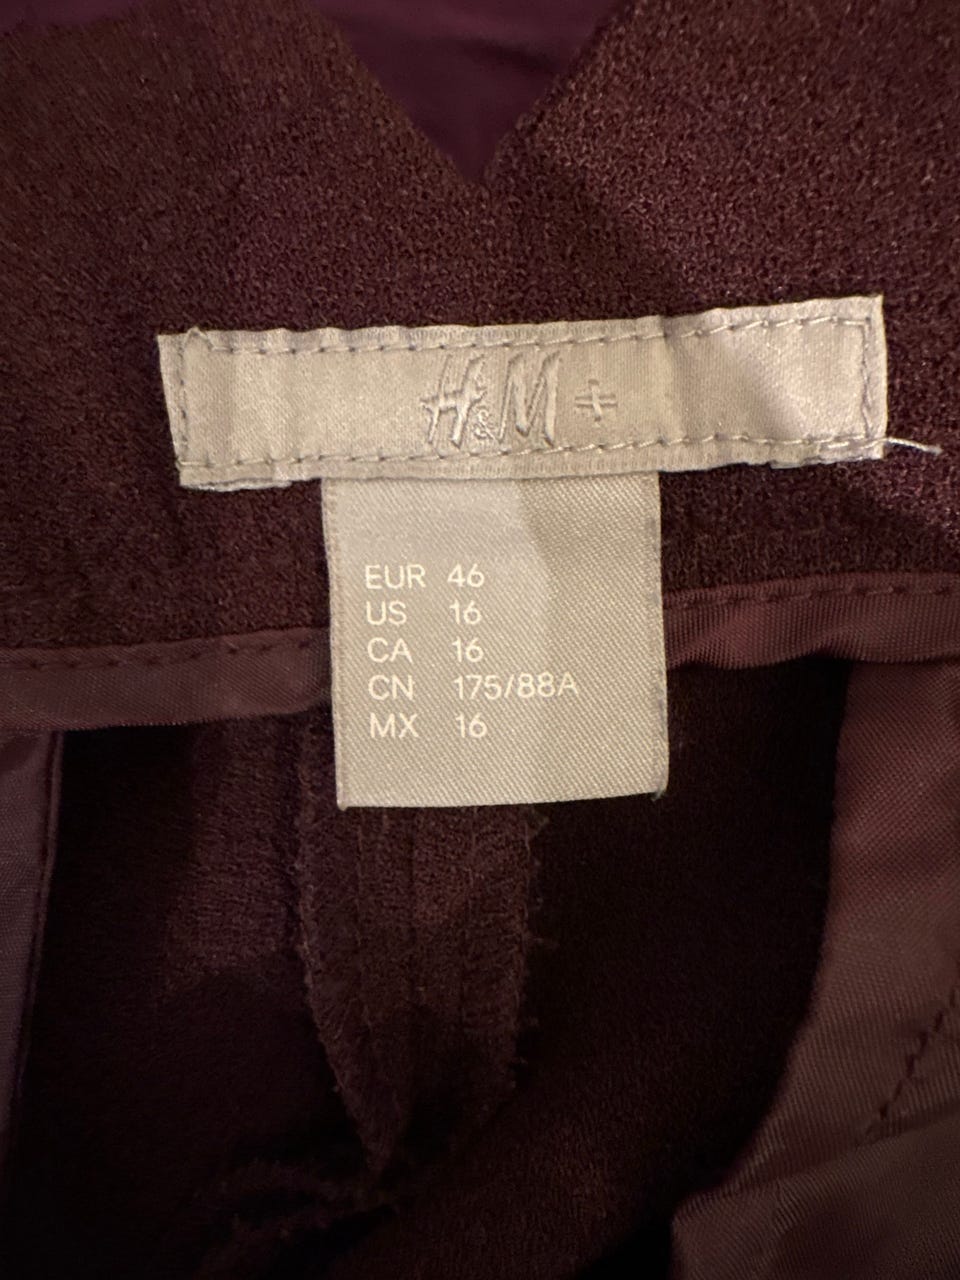 H&M +
EUR 46
US 16
CA 16
CN 175/88A
MX 16